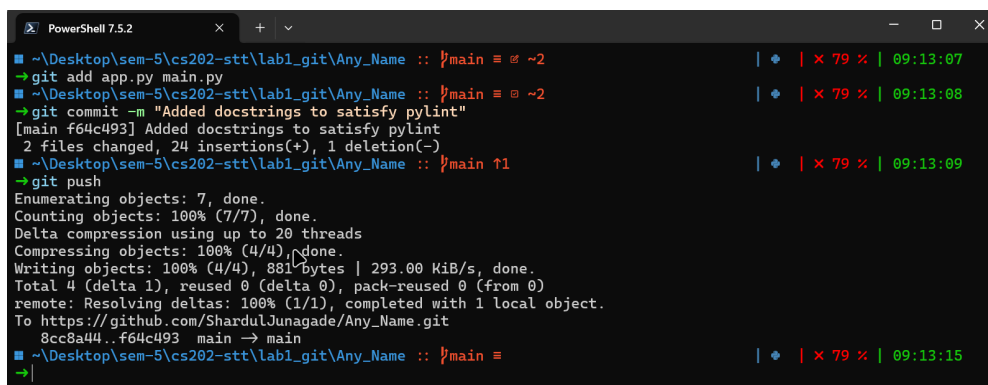 PowerShell 7.5.2
~\Desktop\sem-5\cs202-stt\lab1_git\Any_Name :: main ≡ ~2 | | × 79 % | 09:13:07
→git add app.py main.py
~\Desktop\sem-5\cs202-stt\lab1_git\Any_Name :: main ≡ ~2 | | × 79 % | 09:13:08
→git commit -m "Added docstrings to satisfy pylint"
[main f64c493] Added docstrings to satisfy pylint
2 files changed, 24 insertions(+), 1 deletion(-)
~\Desktop\sem-5\cs202-stt\lab1_git\Any_Name :: main ↑1 | | × 79 % | 09:13:09
→git push
Enumerating objects: 7, done.
Counting objects: 100% (7/7), done.
Delta compression using up to 20 threads
Compressing objects: 100% (4/4), done.
Writing objects: 100% (4/4), 881 bytes | 293.00 KiB/s, done.
Total 4 (delta 1), reused 0 (delta 0), pack-reused 0 (from 0)
remote: Resolving deltas: 100% (1/1), completed with 1 local object.
To https://github.com/ShardulJunagade/Any_Name.git
8cc8a44..f64c493 main → main
~\Desktop\sem-5\cs202-stt\lab1_git\Any_Name :: main ≡ | | × 79 % | 09:13:15
→